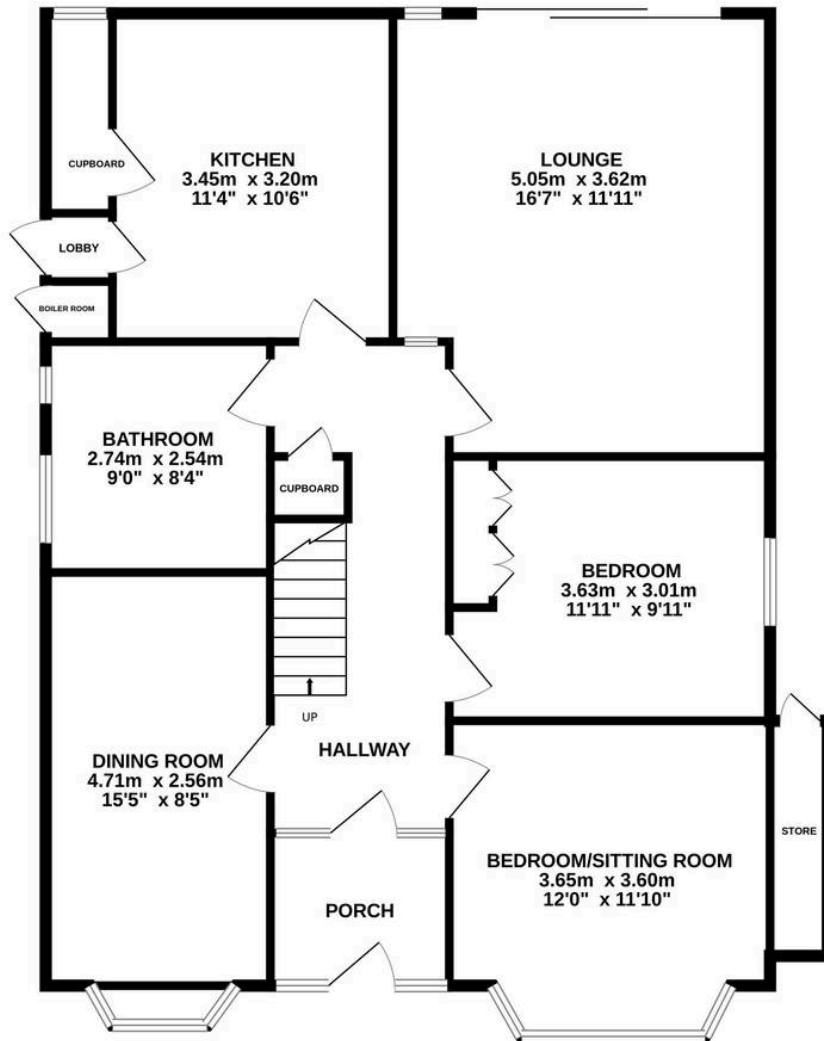 KITCHEN
3.45m x 3.20m
11'4" x 10'6"
LOUNGE
5.05m x 3.62m
16'7" x 11'11"
CUPBOARD
LOBBY
BOILER ROOM
BATHROOM
2.74m x 2.54m
9'0" x 8'4"
CUPBOARD
BEDROOM
3.63m x 3.01m
11'11" x 9'11"
UP
HALLWAY
DINING ROOM
4.71m x 2.56m
15'5" x 8'5"
BEDROOM/SITTING ROOM
3.65m x 3.60m
12'0" x 11'10"
STORE
PORCH